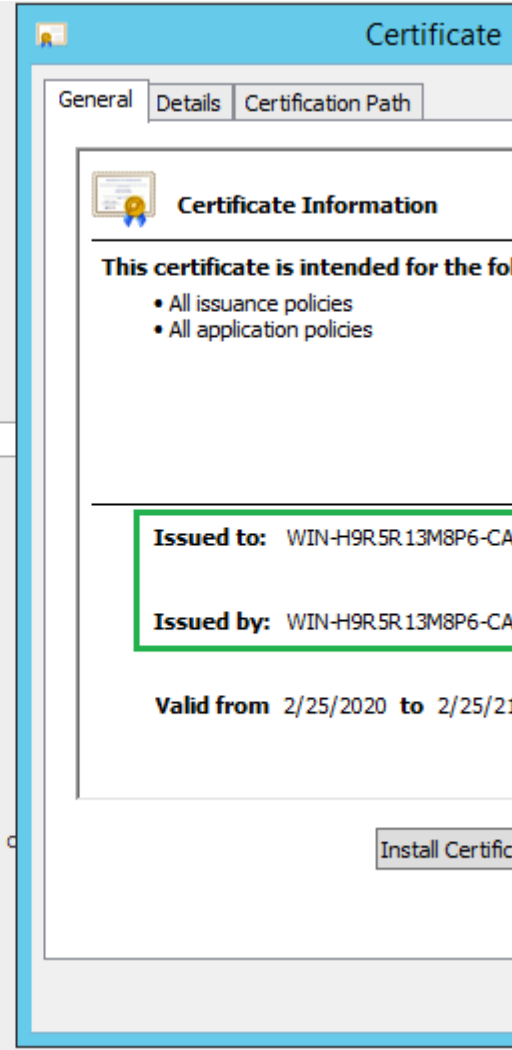 Certificate
General Details Certification Path
Certificate Information
This certificate is intended for the fol
• All issuance policies
• All application policies
Issued to: WIN-H9R5R13M8P6-CA
Issued by: WIN-H9R5R13M8P6-CA
Valid from 2/25/2020 to 2/25/21
Install Certific